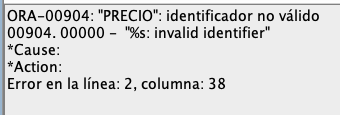 ORA-00904: "PRECIO": identificador no válido
00904. 00000 -  "%s: invalid identifier"
*Cause:
*Action:
Error en la línea: 2, columna: 38